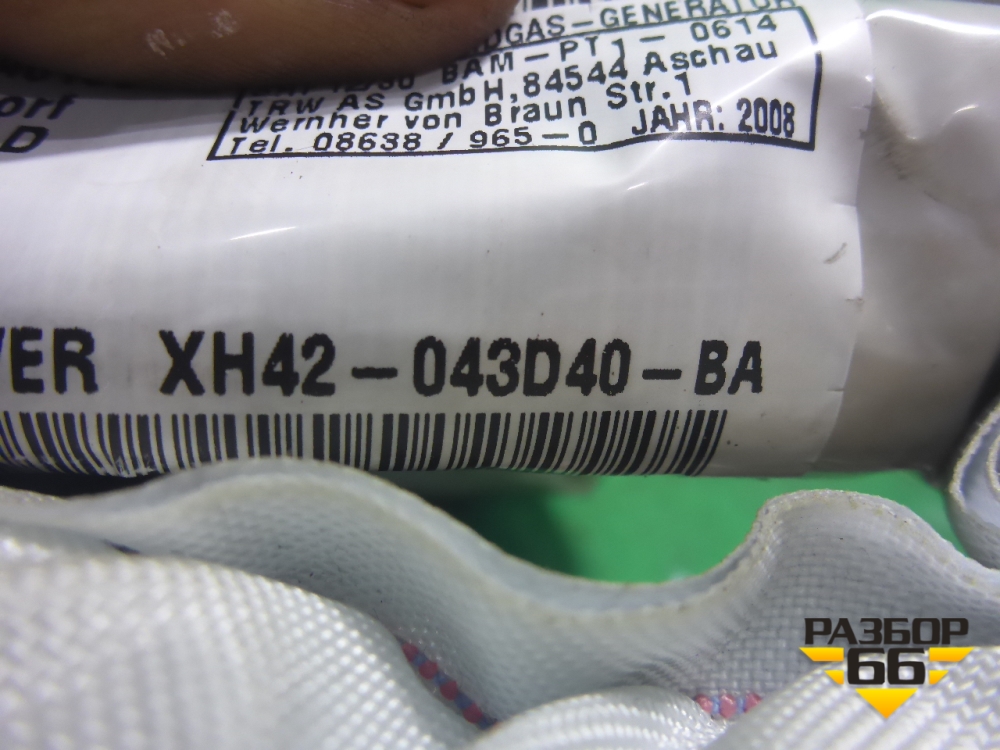 GAS-GENERATOR
BAM-PT1-0614
TRW AS GmbH, 84544 Aschau
Wernher von Braun Str.1
Tel. 08638 / 965-0 JAHR: 2008
D
XH42-043D40-BA
РАЗБОР
66